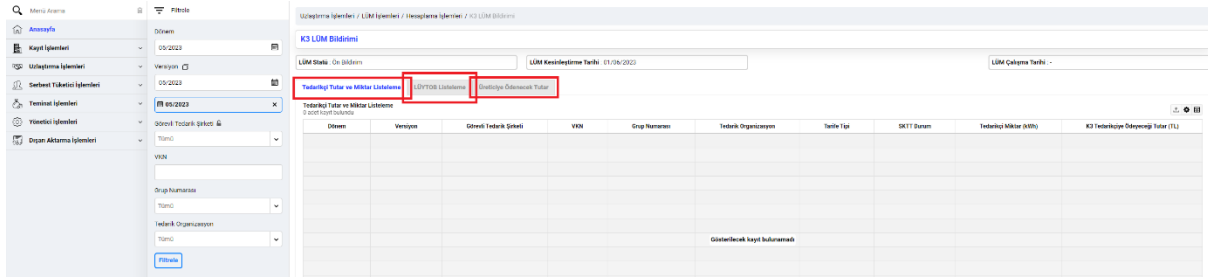 Menü Arama
Anasayfa
Kayıt İşlemleri
Uzlaştırma İşlemleri
Serbest Tüketici İşlemleri
Teminat İşlemleri
Yönetici İşlemleri
Dışarı Aktarma İşlemleri
Filtrele
Dönem
05/2023
Versiyon
05/2023
05/2023 ×
Görevli Tedarik Şirketi
Tümü
VKN
Grup Numarası
Tümü
Tedarik Organizasyon
Tümü
Filtrele
Uzlaştırma İşlemleri / LÜM İşlemleri / Hesaplama İşlemleri / K3 LÜM Bildirimi
K3 LÜM Bildirimi
LÜM Statü : Ön Bildirim
LÜM Kesinleştirme Tarihi : 01/06/2023
LÜM Çalışma Tarihi : -
Tedarikçi Tutar ve Miktar Listeleme
LÜYTOB Listeleme
Üreticiye Ödenecek Tutar
Tedarikçi Tutar ve Miktar Listeleme
0 adet kayıt bulundu
Dönem Versiyon Görevli Tedarik Şirketi VKN Grup Numarası Tedarik Organizasyon Tarife Tipi SKTT Durum Tedarikçi Miktar (kWh) K3 Tedarikçiye Ödeyeceği Tutar (TL)
Gösterilecek kayıt bulunamadı